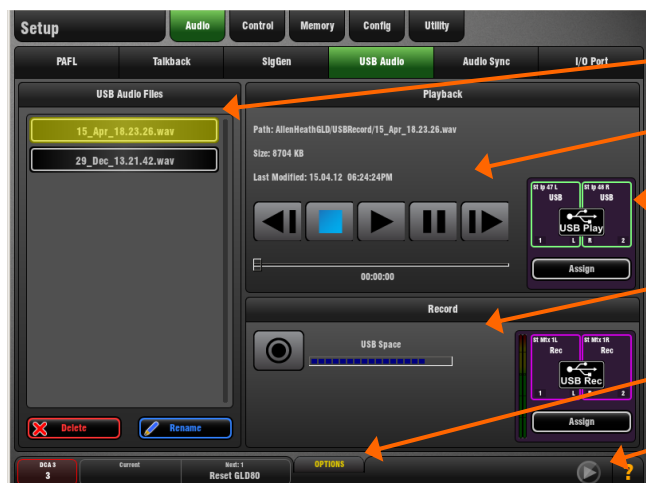 Setup
Audio Control Memory Config Utility
PAFL Talkback SigGen USB Audio Audio Sync I/O Port
USB Audio Files
15_Apr_18.23.26.wav
29_Dec_13.21.42.wav
Delete Rename
Playback
Path: AllenHeathGLD/USBRecord/15_Apr_18.23.26.wav
Size: 8704 KB
Last Modified: 15.04.12 06:24:24PM
00:00:00
St Ip 47 L St Ip 48 R
USB USB
USB Play
1 L R 2
Assign
Record
USB Space
St Mtx 1L St Mtx 1R
Rec Rec
USB Rec
1 L R 2
Assign
DCA 3
3
Current
Next: 1
Reset GLD80
OPTIONS
?